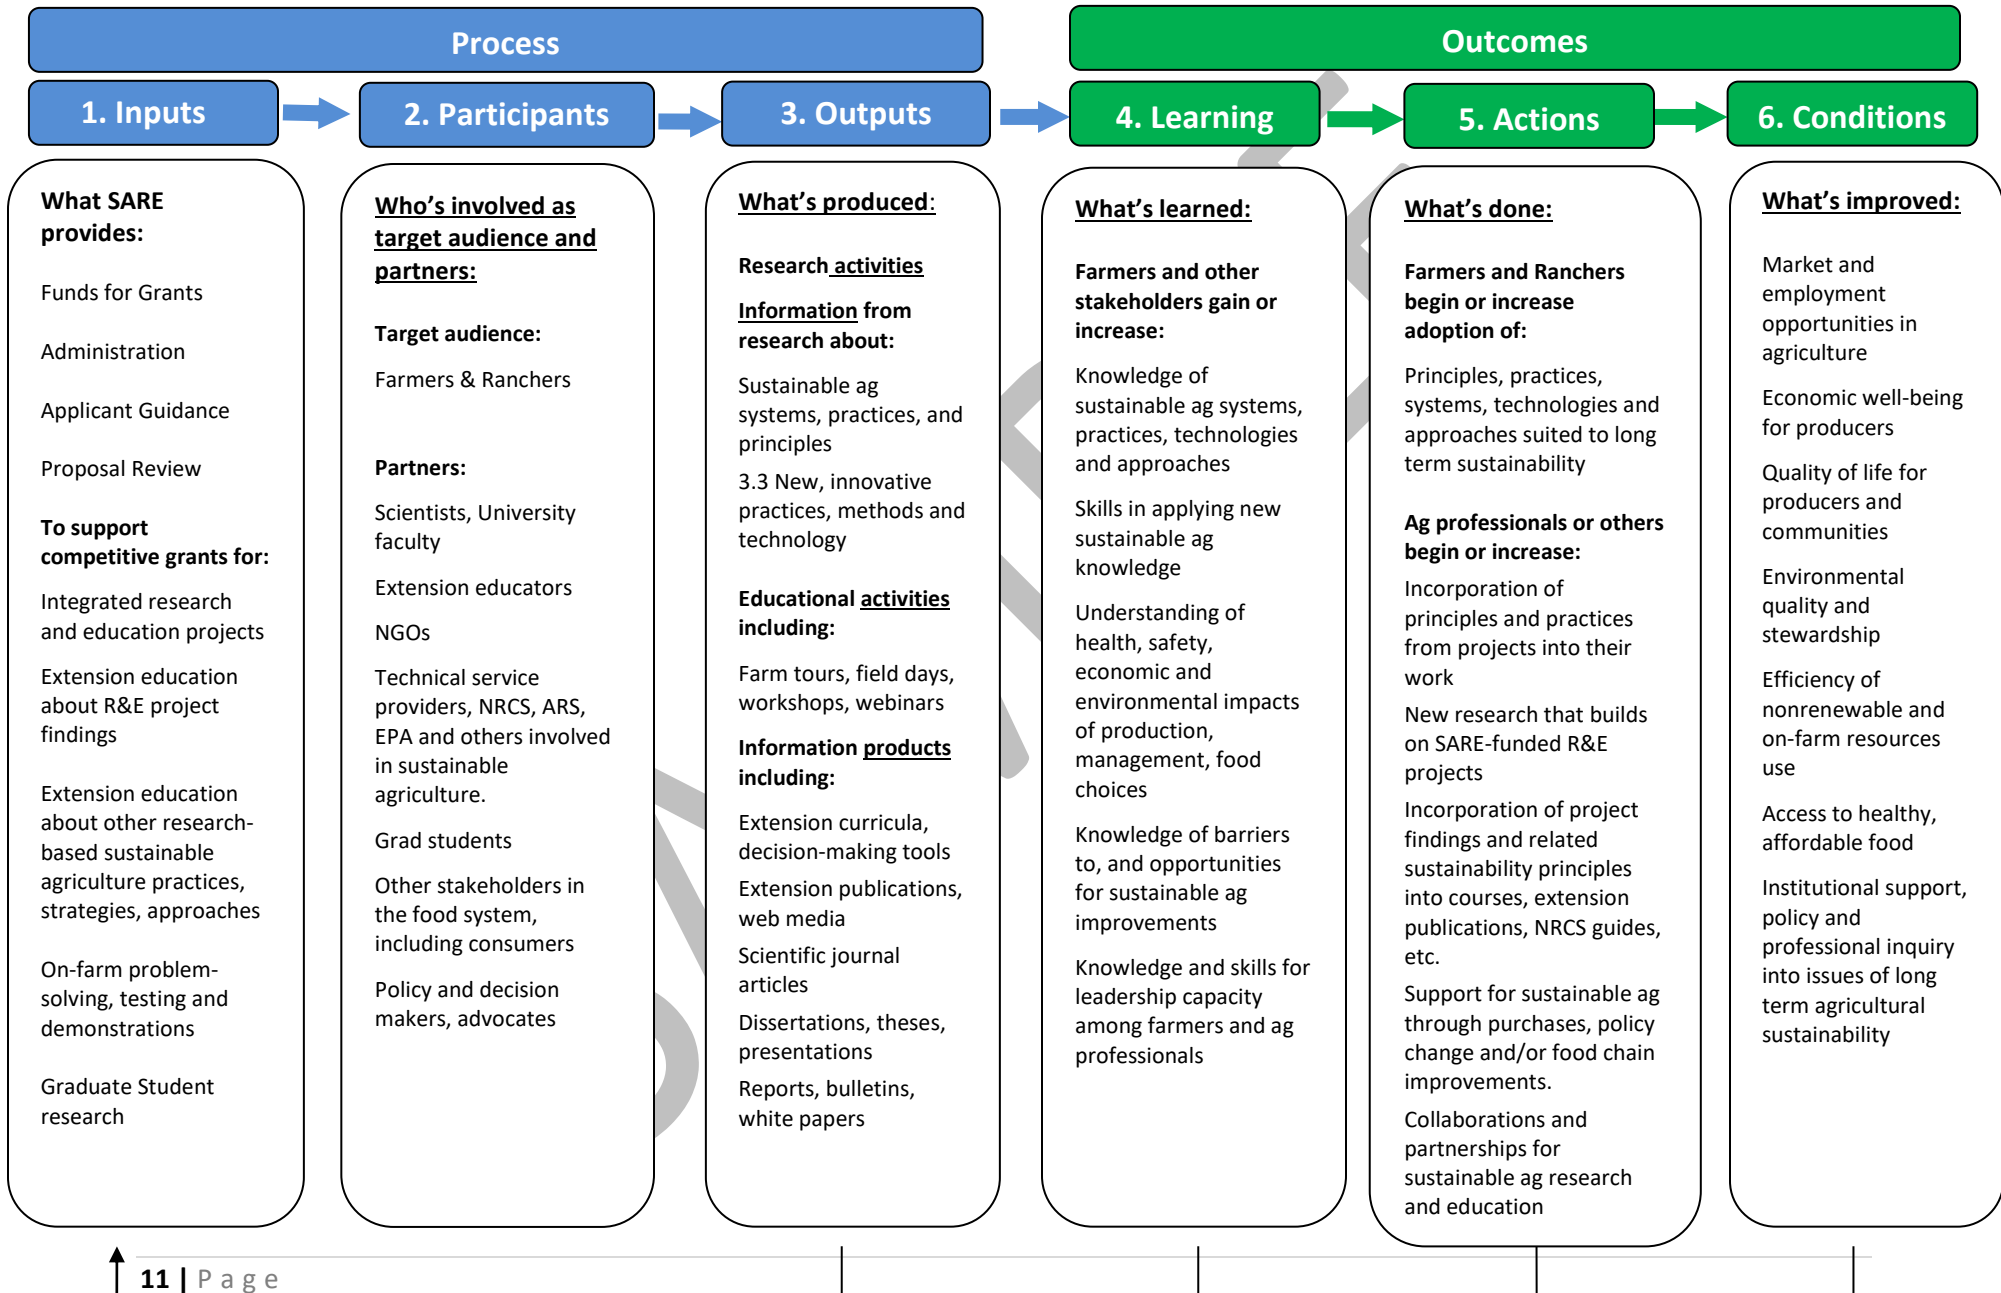 Process
Outcomes
1. Inputs
2. Participants
3. Outputs
4. Learning
5. Actions
6. Conditions
What SARE
provides:
Funds for Grants
Administration
Applicant Guidance
Proposal Review
To support
competitive grants for:
Integrated research
and education projects
Extension education
about R&E project
findings
Extension education
about other research-
based sustainable
agriculture practices,
strategies, approaches
On-farm problem-
solving, testing and
demonstrations
Graduate Student
research
Who's involved as
target audience and
partners:
Target audience:
Farmers & Ranchers
Partners:
Scientists, University
faculty
Extension educators
NGOs
Technical service
providers, NRCS, ARS,
EPA and others involved
in sustainable
agriculture.
Grad students
Other stakeholders in
the food system,
including consumers
Policy and decision
makers, advocates
What's produced:
Research activities
Information from
research about:
Sustainable ag
systems, practices, and
principles
3.3 New, innovative
practices, methods and
technology
Educational activities
including:
Farm tours, field days,
workshops, webinars
Information products
including:
Extension curricula,
decision-making tools
Extension publications,
web media
Scientific journal
articles
Dissertations, theses,
presentations
Reports, bulletins,
white papers
What's learned:
Farmers and other
stakeholders gain or
increase:
Knowledge of
sustainable ag systems,
practices, technologies
and approaches
Skills in applying new
sustainable ag
knowledge
Understanding of
health, safety,
economic and
environmental impacts
of production,
management, food
choices
Knowledge of barriers
to, and opportunities
for sustainable ag
improvements
Knowledge and skills for
leadership capacity
among farmers and ag
professionals
What's done:
Farmers and Ranchers
begin or increase
adoption of:
Principles, practices,
systems, technologies and
approaches suited to long
term sustainability
Ag professionals or others
begin or increase:
Incorporation of
principles and practices
from projects into their
work
New research that builds
on SARE-funded R&E
projects
Incorporation of project
findings and related
sustainability principles
into courses, extension
publications, NRCS guides,
etc.
Support for sustainable ag
through purchases, policy
change and/or food chain
improvements.
Collaborations and
partnerships for
sustainable ag research
and education
What's improved:
Market and
employment
opportunities in
agriculture
Economic well-being
for producers
Quality of life for
producers and
communities
Environmental
quality and
stewardship
Efficiency of
nonrenewable and
on-farm resources
use
Access to healthy,
affordable food
Institutional support,
policy and
professional inquiry
into issues of long
term agricultural
sustainability
11 | Page